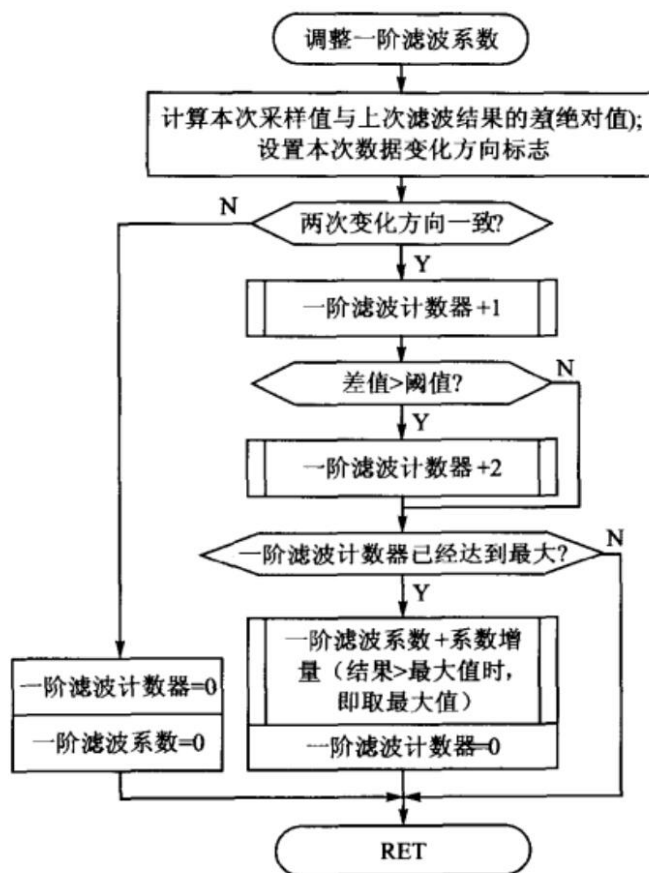 调整一阶滤波系数
计算本次采样值与上次滤波结果的差(绝对值);
设置本次数据变化方向标志
N
两次变化方向一致?
Y
一阶滤波计数器+1
差值>阈值?
N
Y
一阶滤波计数器+2
一阶滤波计数器已经达到最大?
N
Y
一阶滤波系数+系数增
量（结果>最大值时，
即取最大值）
一阶滤波计数器=0
一阶滤波计数器=0
一阶滤波系数=0
RET